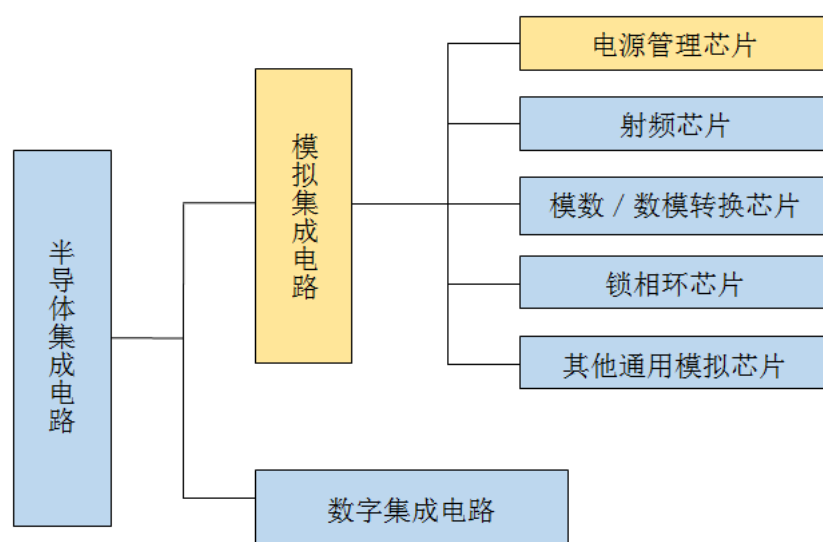 半导体集成电路
模拟集成电路
电源管理芯片
射频芯片
模数 / 数模转换芯片
锁相环芯片
其他通用模拟芯片
数字集成电路